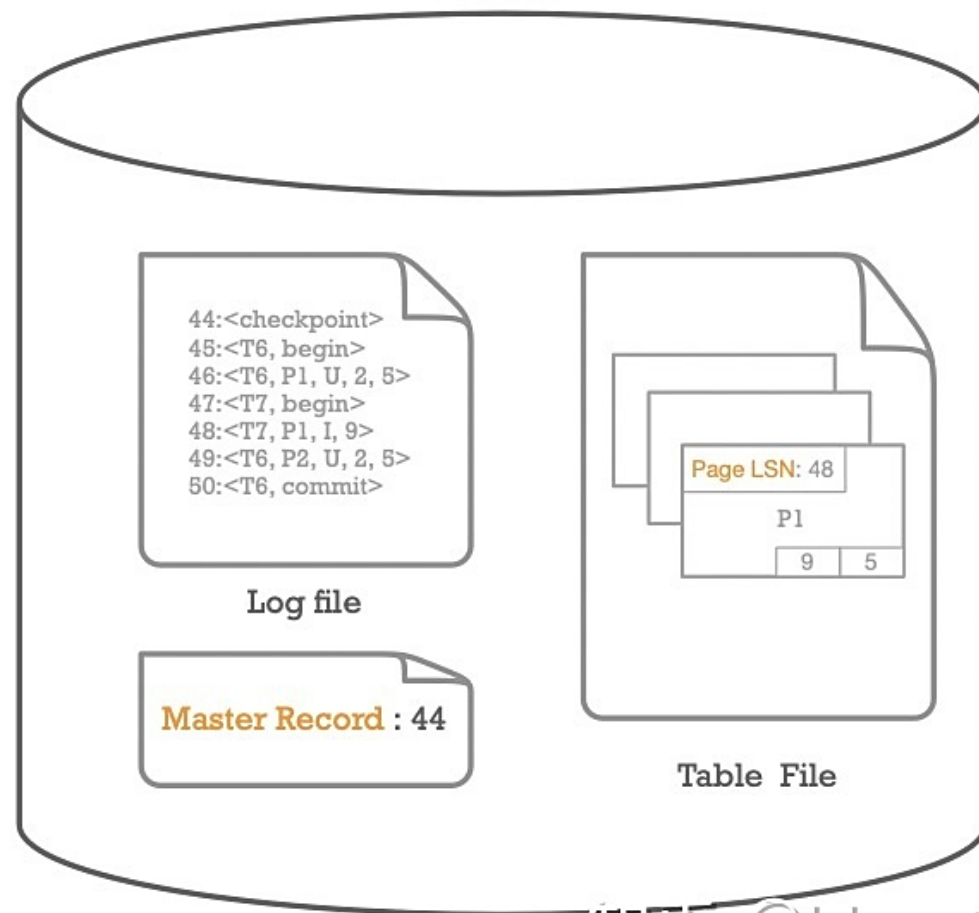 44:<checkpoint>
45:<T6, begin>
46:<T6, P1, U, 2, 5>
47:<T7, begin>
48:<T7, P1, I, 9>
49:<T6, P2, U, 2, 5>
50:<T6, commit>
Log file
Master Record : 44
Page LSN: 48
P1
9 5
Table File